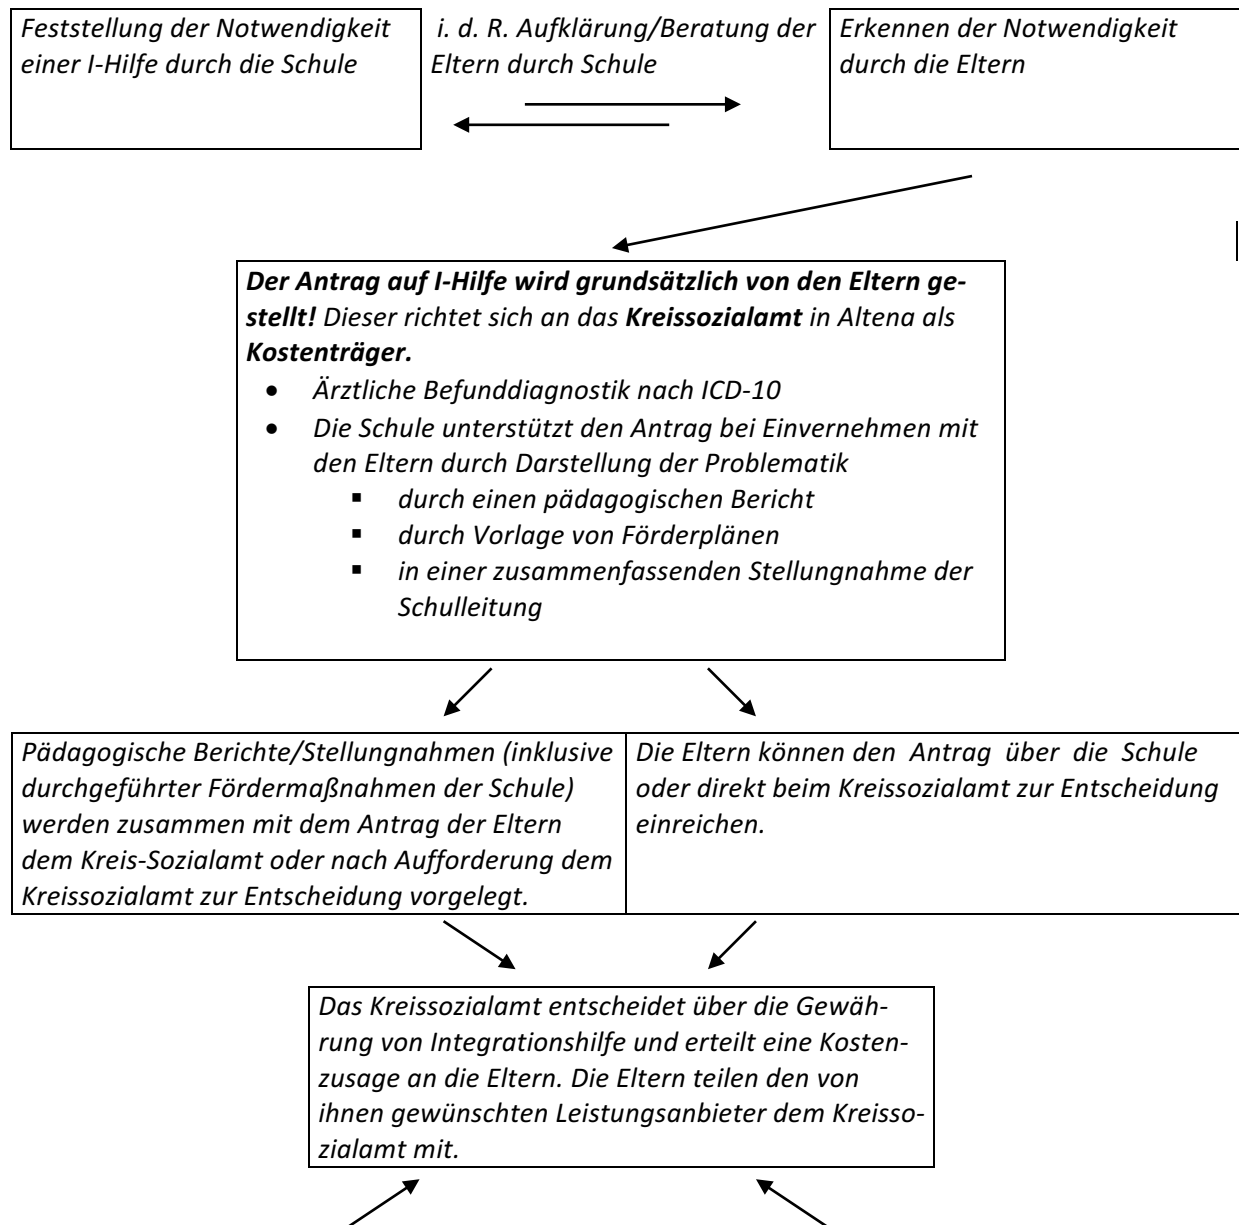 Feststellung der Notwendigkeit
einer I-Hilfe durch die Schule
i. d. R. Aufklärung/Beratung der
Eltern durch Schule
Erkennen der Notwendigkeit
durch die Eltern
Der Antrag auf I-Hilfe wird grundsätzlich von den Eltern ge-
stellt! Dieser richtet sich an das Kreissozialamt in Altena als
Kostenträger.
• Ärztliche Befunddiagnostik nach ICD-10
• Die Schule unterstützt den Antrag bei Einvernehmen mit
den Eltern durch Darstellung der Problematik
▪ durch einen pädagogischen Bericht
▪ durch Vorlage von Förderplänen
▪ in einer zusammenfassenden Stellungnahme der
Schulleitung
Pädagogische Berichte/Stellungnahmen (inklusive
durchgeführter Fördermaßnahmen der Schule)
werden zusammen mit dem Antrag der Eltern
dem Kreis-Sozialamt oder nach Aufforderung dem
Kreissozialamt zur Entscheidung vorgelegt.
Die Eltern können den Antrag über die Schule
oder direkt beim Kreissozialamt zur Entscheidung
einreichen.
Das Kreissozialamt entscheidet über die Gewäh-
rung von Integrationshilfe und erteilt eine Kosten-
zusage an die Eltern. Die Eltern teilen den von
ihnen gewünschten Leistungsanbieter dem Kreisso-
zialamt mit.